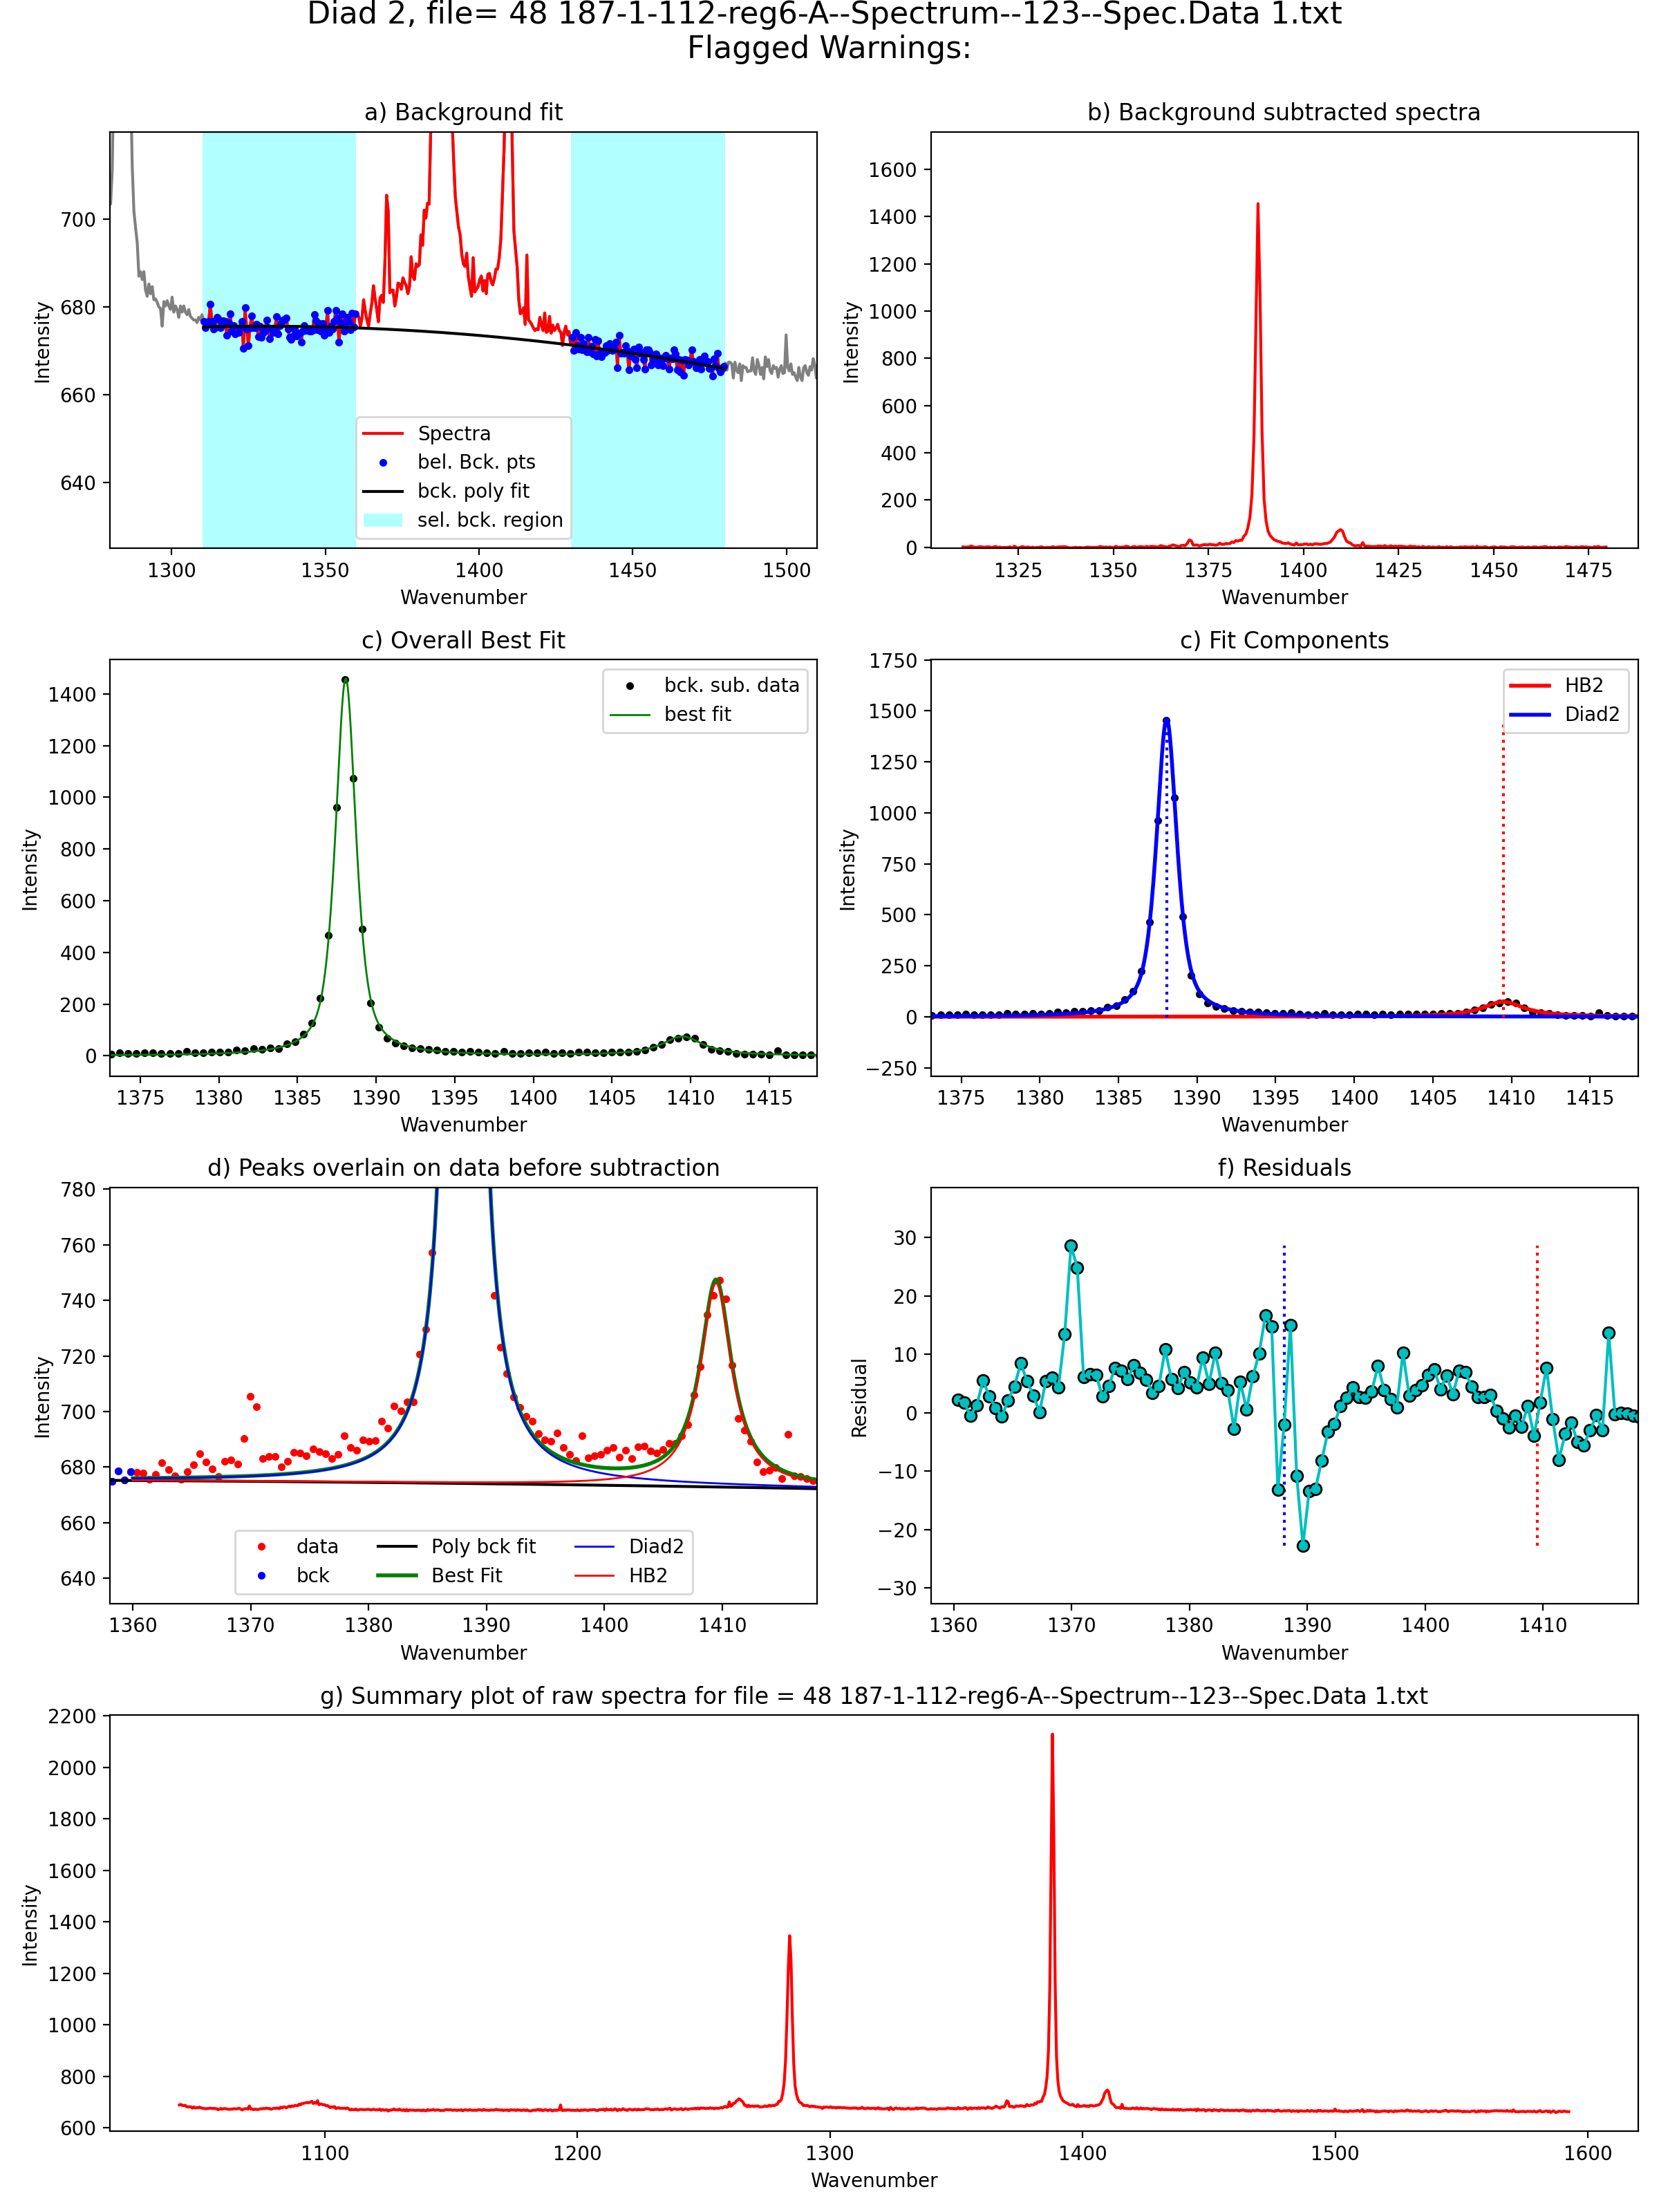 Diad 2, file= 48 187-1-112-reg6-A--Spectrum--123--Spec.Data 1.txt
Flagged Warnings:
a) Background fit
Intensity
700
680
660
640
Spectra
bel. Bck. pts
bck. poly fit
sel. bck. region
1300 1350 1400 1450 1500
Wavenumber
b) Background subtracted spectra
Intensity
1600
1400
1200
1000
800
600
400
200
0
1325 1350 1375 1400 1425 1450 1475
Wavenumber
c) Overall Best Fit
Intensity
1400
1200
1000
800
600
400
200
0
bck. sub. data
best fit
1375 1380 1385 1390 1395 1400 1405 1410 1415
Wavenumber
c) Fit Components
Intensity
1750
1500
1250
1000
750
500
250
0
−250
HB2
Diad2
1375 1380 1385 1390 1395 1400 1405 1410 1415
Wavenumber
d) Peaks overlain on data before subtraction
Intensity
780
760
740
720
700
680
660
640
data
bck
Poly bck fit
Best Fit
Diad2
HB2
1360 1370 1380 1390 1400 1410
Wavenumber
f) Residuals
Residual
30
20
10
0
−10
−20
−30
1360 1370 1380 1390 1400 1410
Wavenumber
g) Summary plot of raw spectra for file = 48 187-1-112-reg6-A--Spectrum--123--Spec.Data 1.txt
Intensity
2200
2000
1800
1600
1400
1200
1000
800
600
1100 1200 1300 1400 1500 1600
Wavenumber